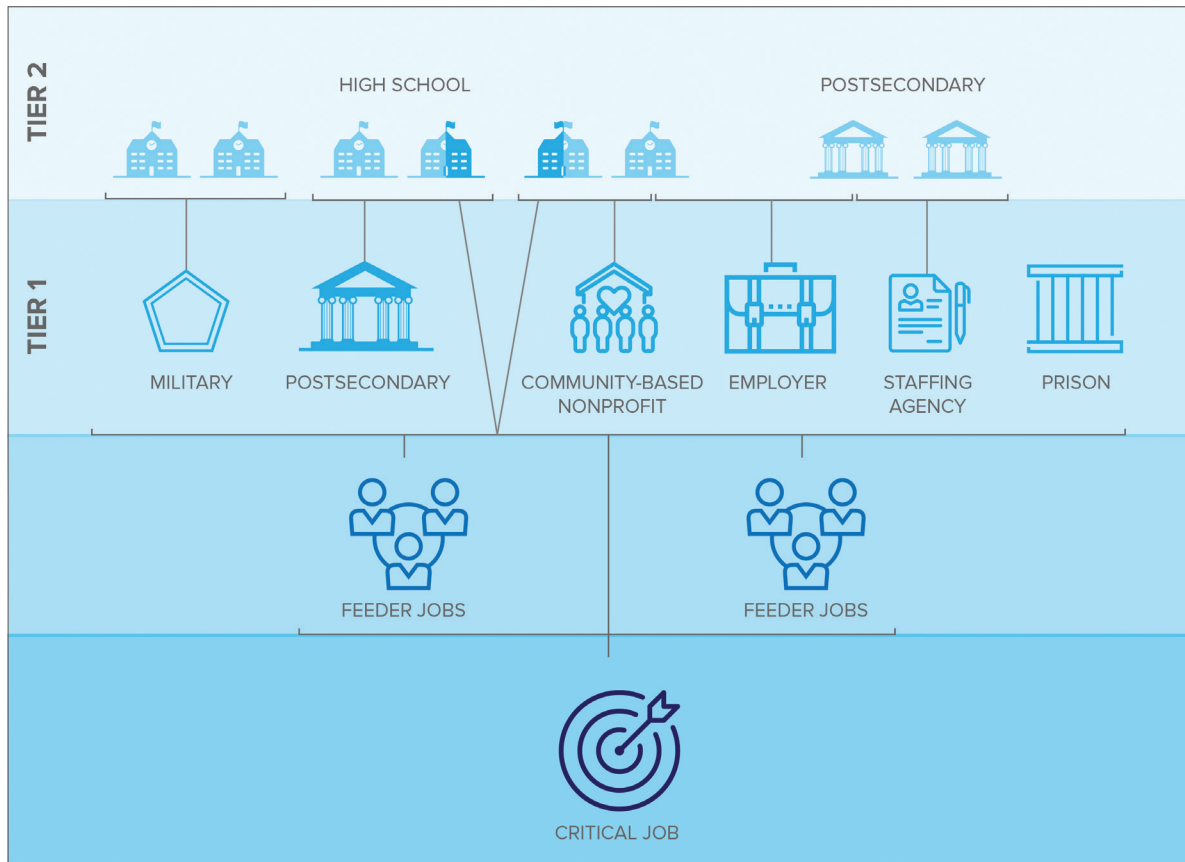 TIER 2
HIGH SCHOOL
POSTSECONDARY
TIER 1
MILITARY
POSTSECONDARY
COMMUNITY-BASED
NONPROFIT
EMPLOYER
STAFFING
AGENCY
PRISON
FEEDER JOBS
FEEDER JOBS
CRITICAL JOB